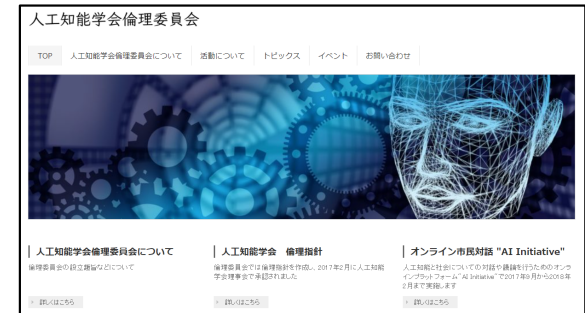 人工知能学会倫理委員会
TOP 人工知能学会倫理委員会について 活動について トピックス イベント お問い合わせ
人工知能学会倫理委員会について
倫理委員会の設立趣旨などについて
> 詳しくはこちら
人工知能学会 倫理指針
倫理委員会では倫理指針を作成し、2017年2月に人工知能
学会理事会で承認されました
> 詳しくはこちら
オンライン市民対話 "AI Initiative"
人工知能と社会についての対話や議論を行うためのオンラ
インプラットフォーム"AI Initiative"で2017年9月から2018年
2月まで実施します
> 詳しくはこちら